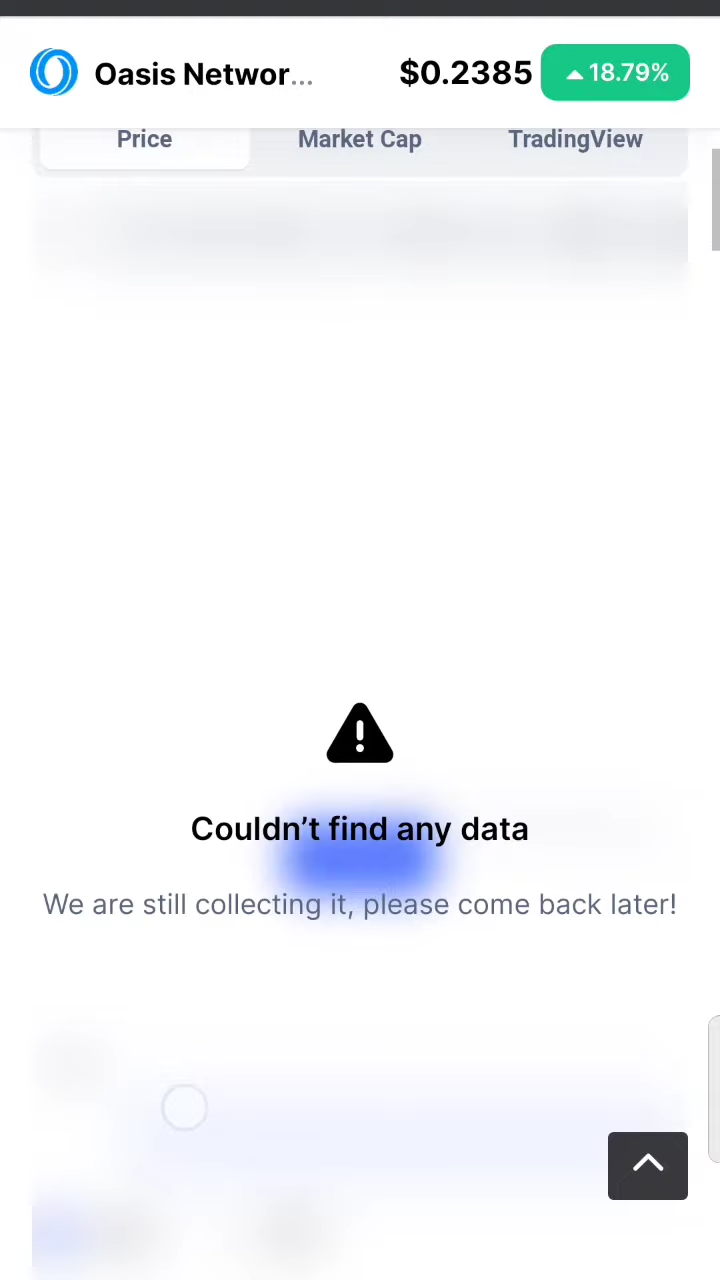 Oasis Networ... $0.2385 18.79%
Price Market Cap TradingView
Couldn’t find any data
We are still collecting it, please come back later!